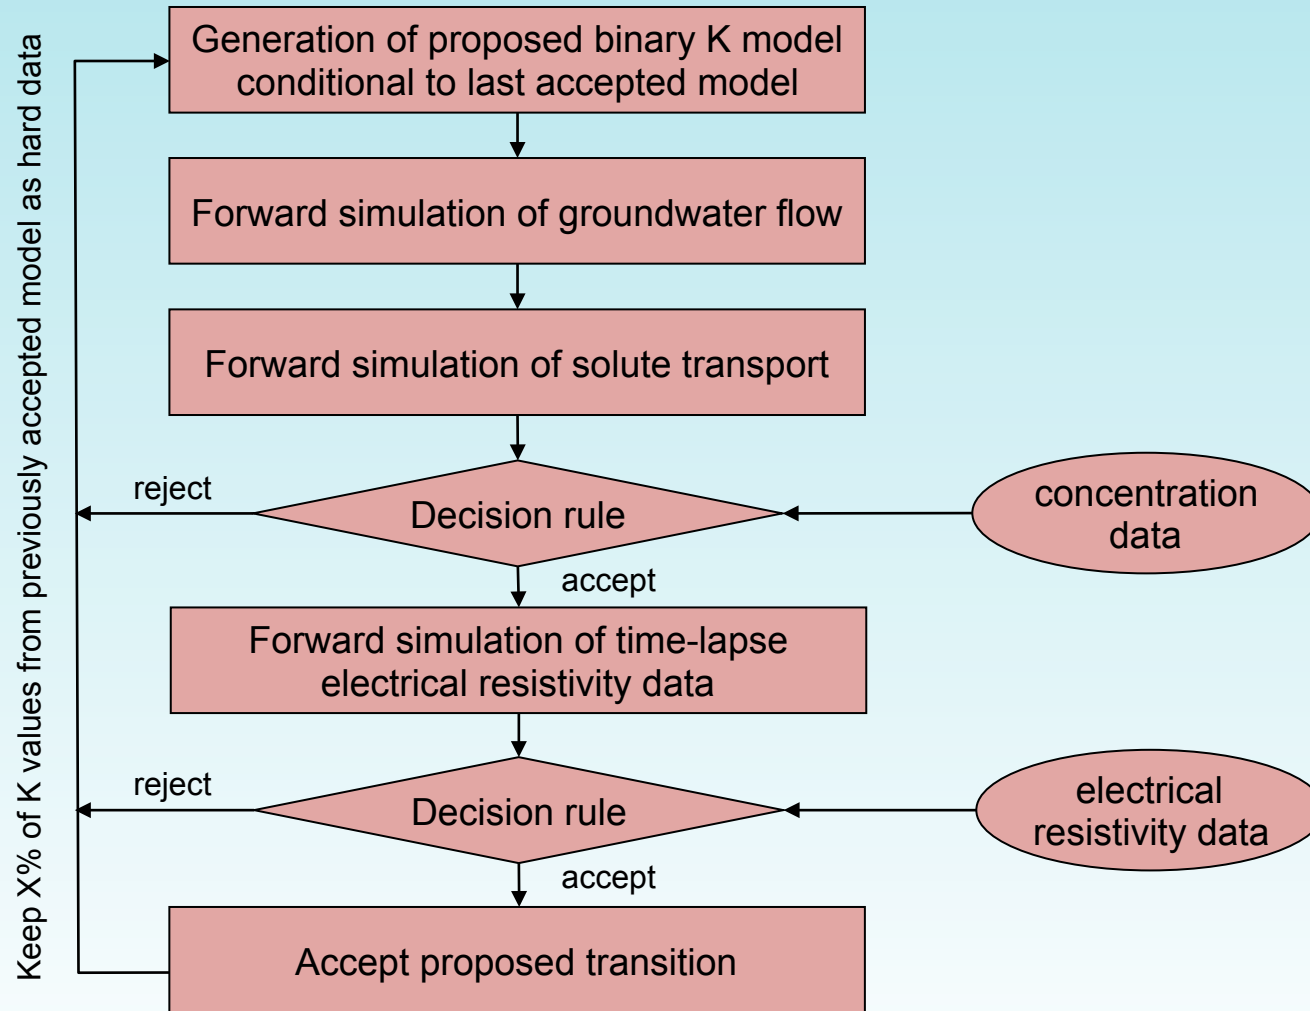 Keep X% of K values from previously accepted model as hard data
Generation of proposed binary K model
conditional to last accepted model
Forward simulation of groundwater flow
Forward simulation of solute transport
reject
Decision rule
concentration
data
accept
Forward simulation of time-lapse
electrical resistivity data
reject
Decision rule
electrical
resistivity data
accept
Accept proposed transition